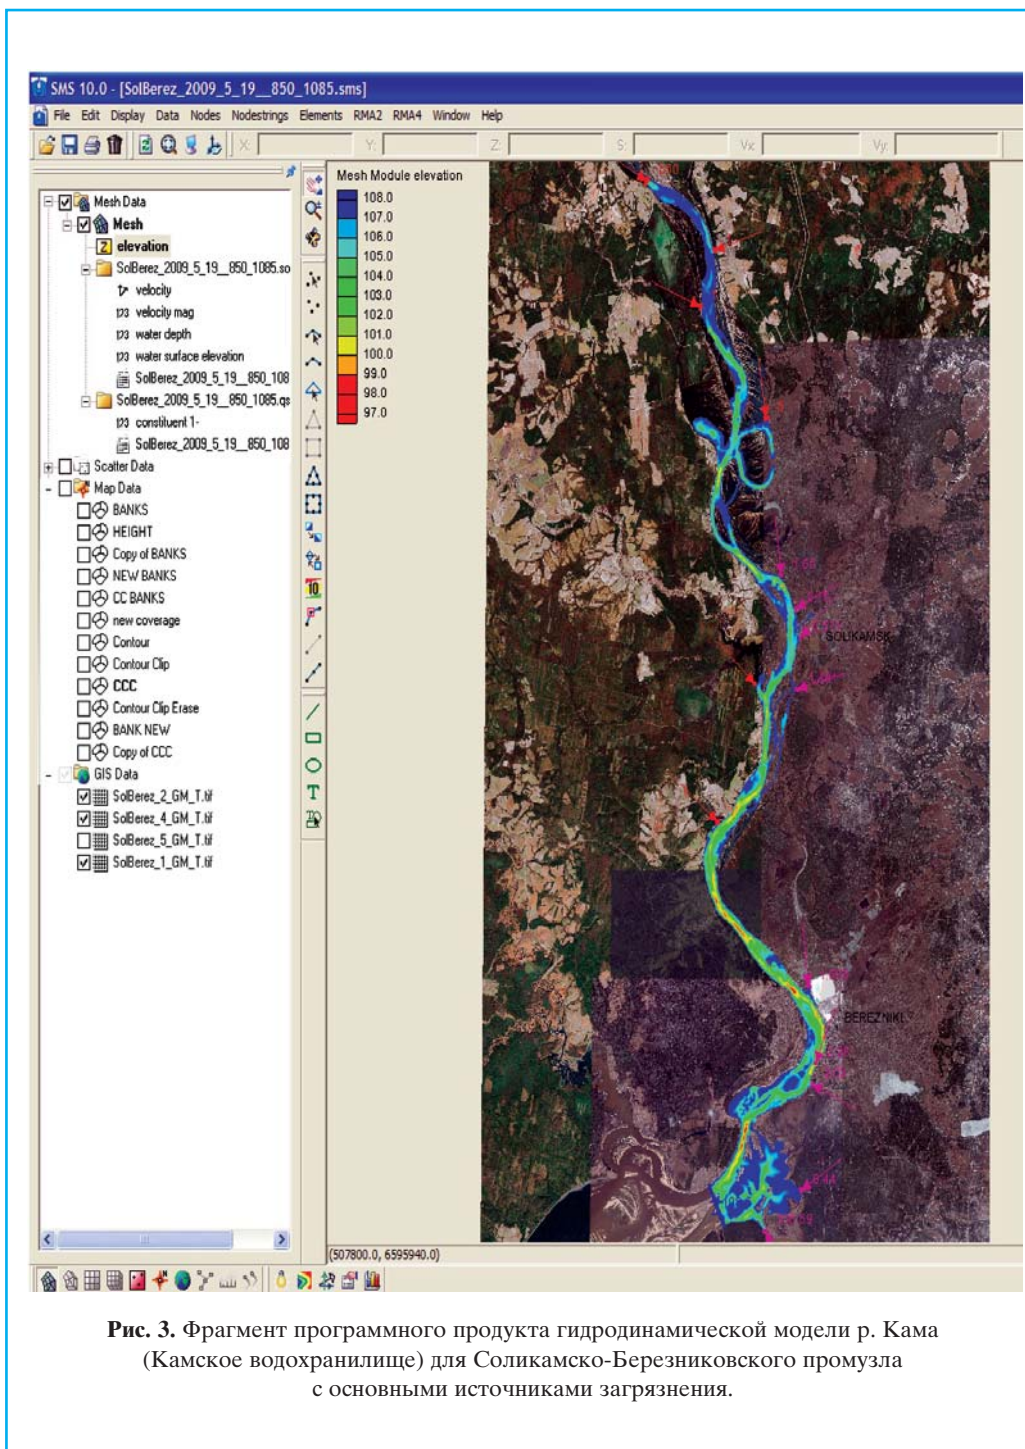 SMS 10.0 - [SolBerez_2009_5_19__850_1085.sms]
File Edit Display Data Nodes Nodestrings Elements RMA2 RMA4 Window Help
X: Y: Z: S: Vx: Vy:
Mesh Data
Mesh
elevation
SolBerez_2009_5_19__850_1085.so
velocity
123 velocity mag
123 water depth
123 water surface elevation
SolBerez_2009_5_19__850_108
SolBerez_2009_5_19__850_1085.qs
123 constituent 1-
SolBerez_2009_5_19__850_108
Scatter Data
Map Data
BANKS
HEIGHT
Copy of BANKS
NEW BANKS
CC BANKS
new coverage
Contour
Contour Clip
CCC
Contour Clip Erase
BANK NEW
Copy of CCC
GIS Data
SolBerez_2_GM_T.tif
SolBerez_4_GM_T.tif
SolBerez_5_GM_T.tif
SolBerez_1_GM_T.tif
10
T
Mesh Module elevation
108.0
107.0
106.0
105.0
104.0
103.0
102.0
101.0
100.0
99.0
98.0
97.0
SOLIKAMSK
BEREZNIKI
(507800.0, 6595940.0)
Рис. 3. Фрагмент программного продукта гидродинамической модели р. Кама
(Камское водохранилище) для Соликамско-Березниковского промузла
с основными источниками загрязнения.